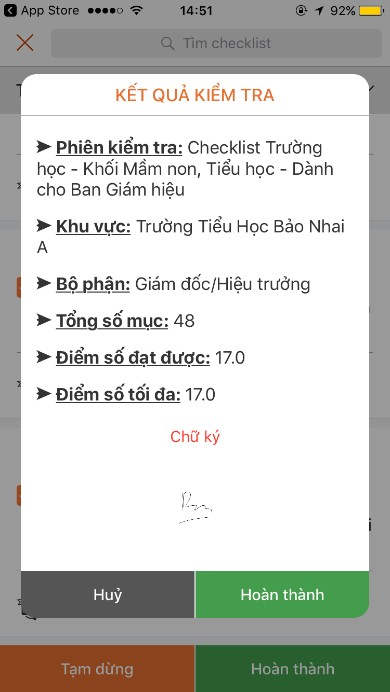 App Store 14:51 92%
Tìm checklist
KẾT QUẢ KIỂM TRA
➤ Phiên kiểm tra: Checklist Trường
học - Khối Mầm non, Tiểu học - Dành
cho Ban Giám hiệu
➤ Khu vực: Trường Tiểu Học Bảo Nhai
A
➤ Bộ phận: Giám đốc/Hiệu trưởng
➤ Tổng số mục: 48
➤ Điểm số đạt được: 17.0
➤ Điểm số tối đa: 17.0
Chữ ký
Huỷ Hoàn thành
Tạm dừng Hoàn thành